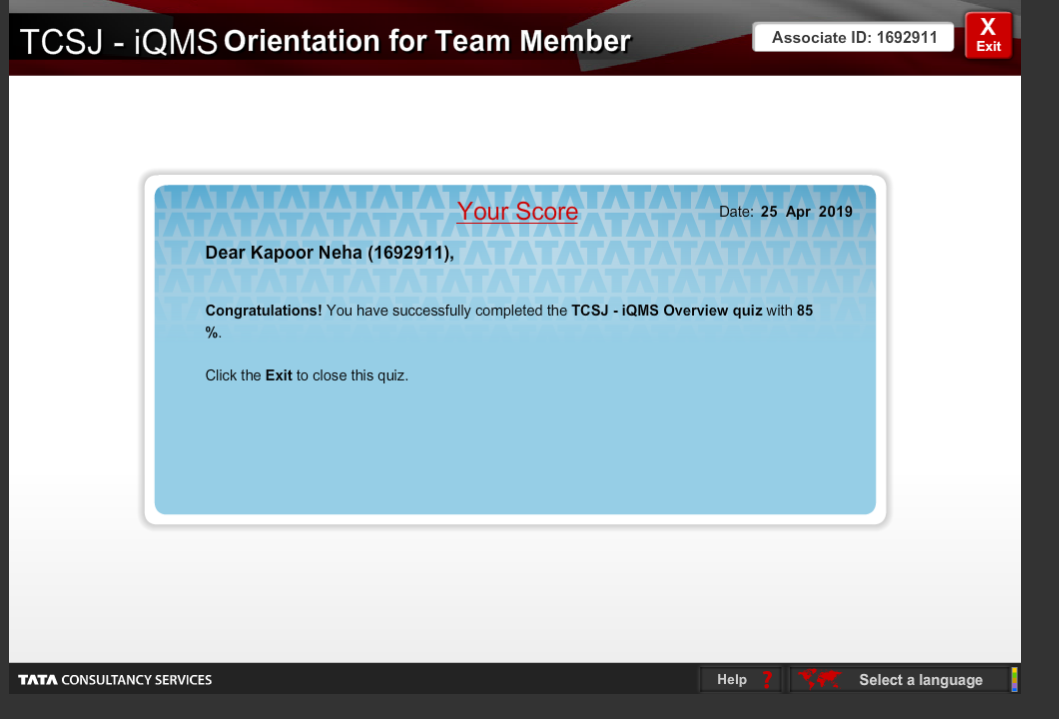 TCSJ - iQMS Orientation for Team Member
Associate ID: 1692911
X
Exit
Your Score
Date: 25 Apr 2019
Dear Kapoor Neha (1692911),
Congratulations! You have successfully completed the TCSJ - iQMS Overview quiz with 85
%.
Click the Exit to close this quiz.
TATA CONSULTANCY SERVICES
Help ?
Select a language